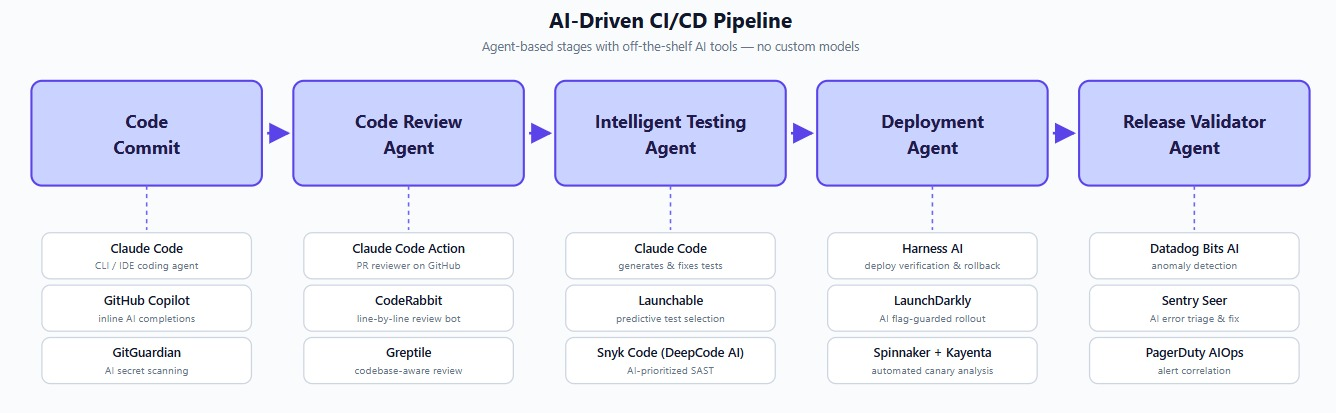 AI-Driven CI/CD Pipeline
Agent-based stages with off-the-shelf AI tools — no custom models
Code
Commit
Code Review
Agent
Intelligent Testing
Agent
Deployment
Agent
Release Validator
Agent
Claude Code
CLI / IDE coding agent
GitHub Copilot
inline AI completions
GitGuardian
AI secret scanning
Claude Code Action
PR reviewer on GitHub
CodeRabbit
line-by-line review bot
Greptile
codebase-aware review
Claude Code
generates & fixes tests
Launchable
predictive test selection
Snyk Code (DeepCode AI)
AI-prioritized SAST
Harness AI
deploy verification & rollback
LaunchDarkly
AI flag-guarded rollout
Spinnaker + Kayenta
automated canary analysis
Datadog Bits AI
anomaly detection
Sentry Seer
AI error triage & fix
PagerDuty AIOps
alert correlation